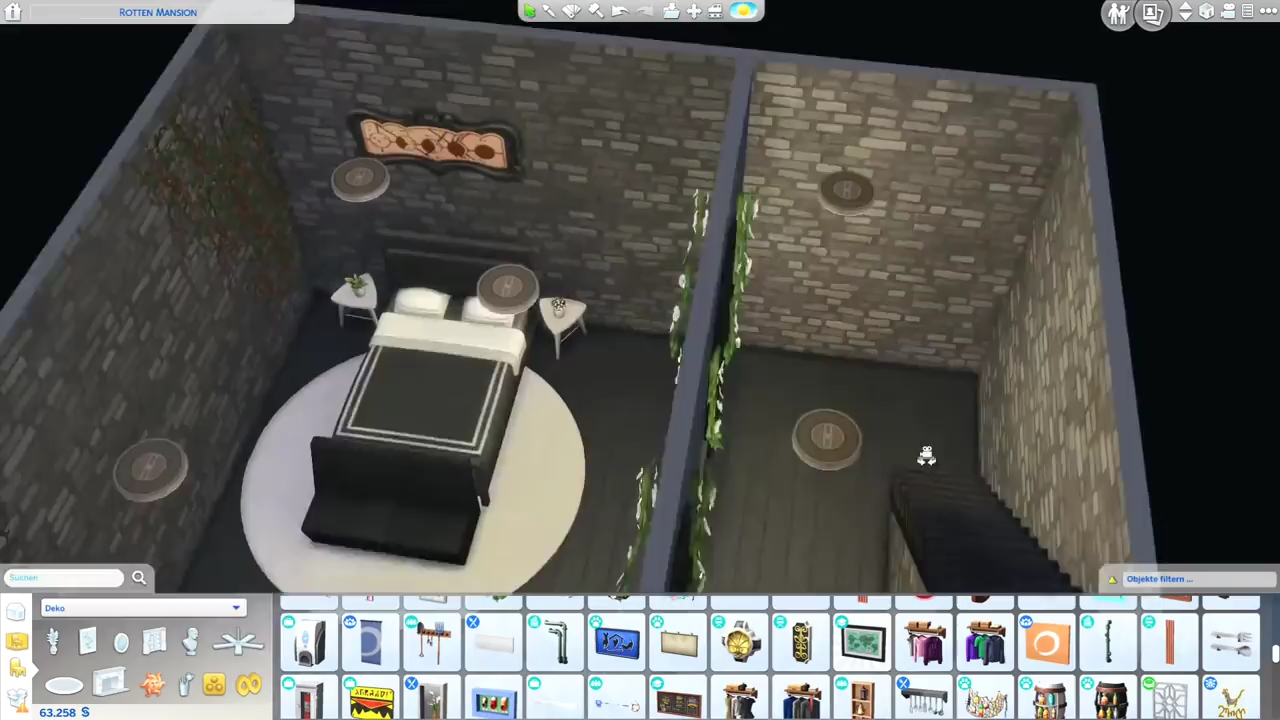 ROTTEN MANSION
Suchen
Objekte filtern ...
Deko
63.258 $